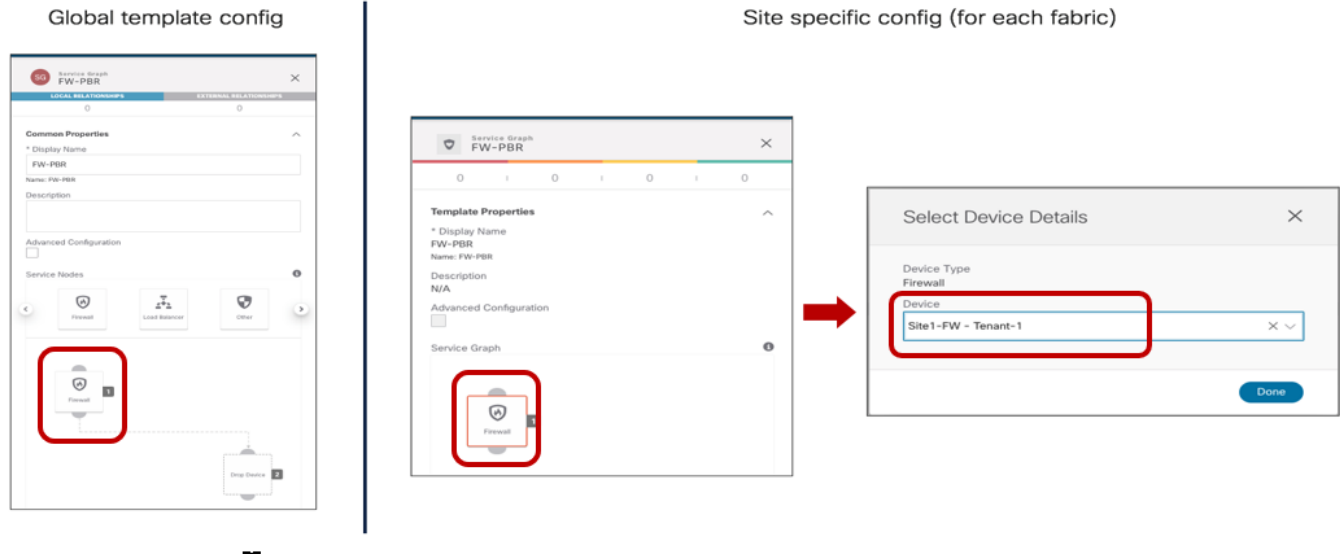 Global template config
Site specific config (for each fabric)
SG
Service Graph
FW-PBR
LOCAL RELATIONSHIPS
EXTERNAL RELATIONSHIPS
0
0
Common Properties
* Display Name
FW-PBR
Name: FW-PBR
Description
Advanced Configuration
Service Nodes
Firewall
Load Balancer
Other
Firewall
1
Drop Device
2
Service Graph
FW-PBR
0
0
0
0
Template Properties
* Display Name
FW-PBR
Name: FW-PBR
Description
N/A
Advanced Configuration
Service Graph
Firewall
1
Select Device Details
Device Type
Firewall
Device
Site1-FW - Tenant-1
Done